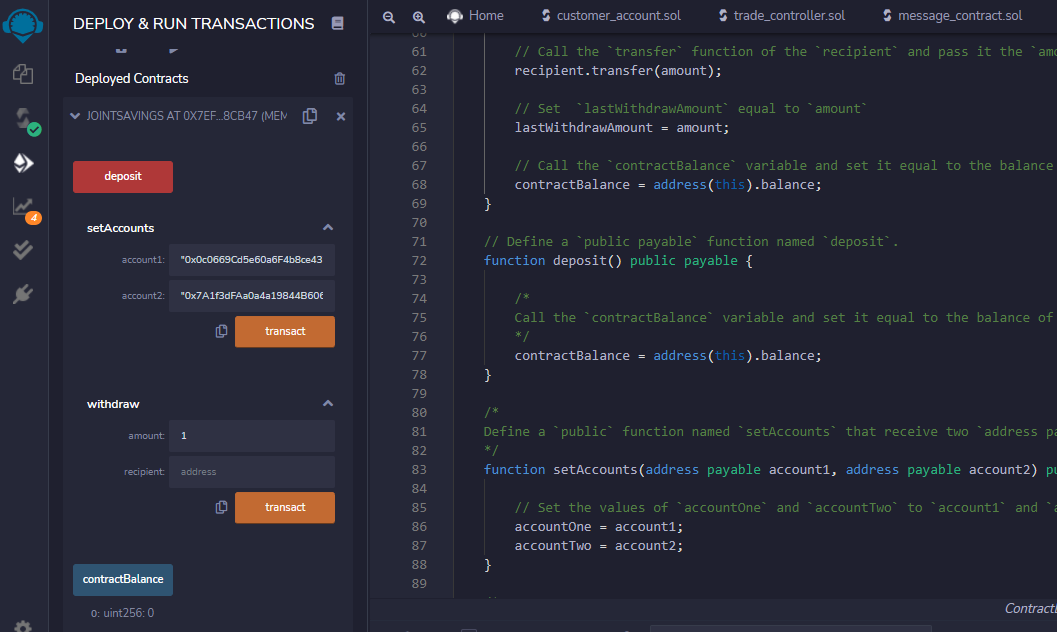 DEPLOY & RUN TRANSACTIONS
Deployed Contracts
JOINTSAVINGS AT 0X7EF...8CB47 (MEM
deposit
setAccounts
account1: "0x0c0669Cd5e60a6F4b8ce43
account2: "0x7A1f3dFAa0a4a19844B606
transact
withdraw
amount: 1
recipient: address
transact
contractBalance
0: uint256: 0
4
Home customer_account.sol trade_controller.sol message_contract.sol
61 // Call the `transfer` function of the `recipient` and pass it the `amo
62 recipient.transfer(amount);
63
64 // Set  `lastWithdrawAmount` equal to `amount`
65 lastWithdrawAmount = amount;
66
67 // Call the `contractBalance` variable and set it equal to the balance
68 contractBalance = address(this).balance;
69 }
70
71 // Define a `public payable` function named `deposit`.
72 function deposit() public payable {
73
74 /*
75 Call the `contractBalance` variable and set it equal to the balance of
76 */
77 contractBalance = address(this).balance;
78 }
79
80 /*
81 Define a `public` function named `setAccounts` that receive two `address pa
82 */
83 function setAccounts(address payable account1, address payable account2) pu
84
85 // Set the values of `accountOne` and `accountTwo` to `account1` and `a
86 accountOne = account1;
87 accountTwo = account2;
88 }
89